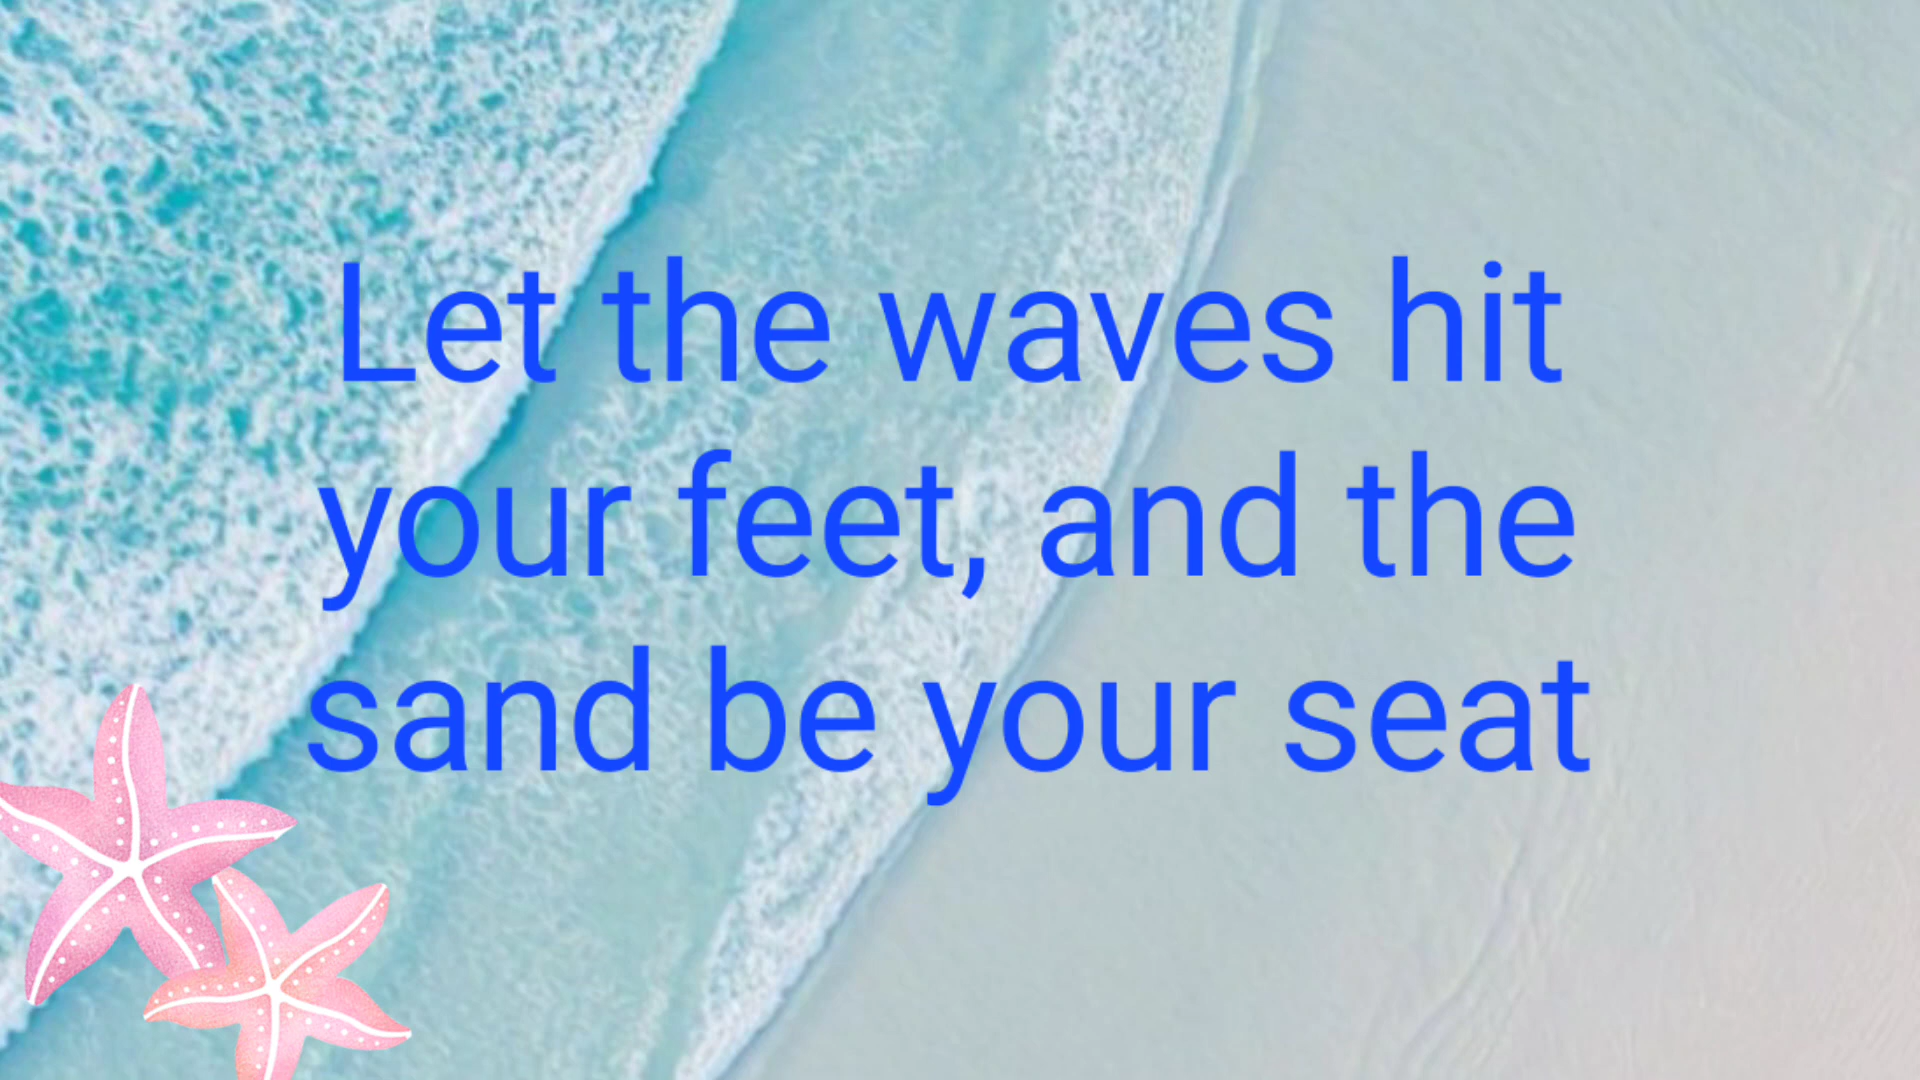 Let the waves hit
your feet, and the
sand be your seat